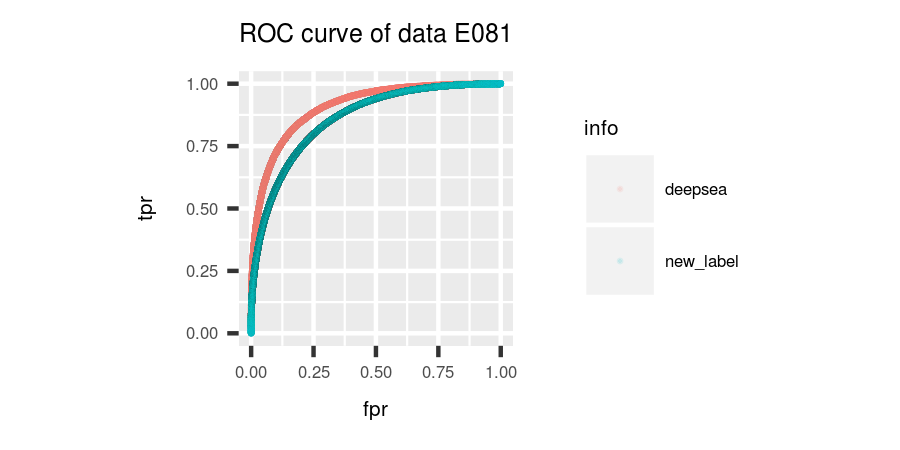 ROC curve of data E081
1.00
0.75
0.50
0.25
0.00
tpr
0.00 0.25 0.50 0.75 1.00
fpr
info
deepsea
new_label